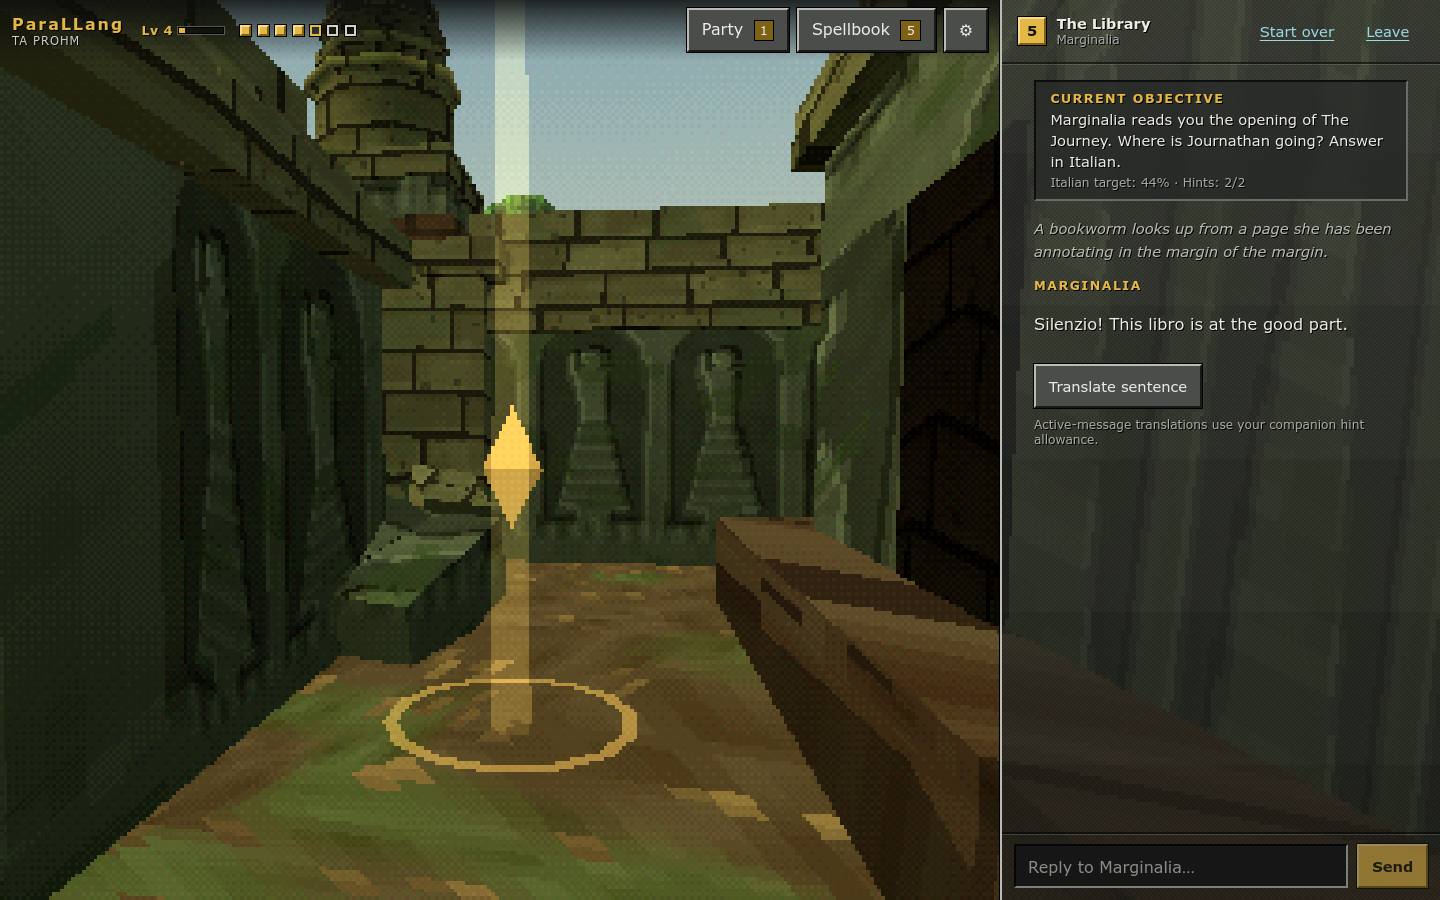 ParaLLang
TA PROHM
Lv 4
Party 1
Spellbook 5
⚙
5
The Library
Marginalia
Start over
Leave
CURRENT OBJECTIVE
Marginalia reads you the opening of The
Journey. Where is Journathan going? Answer
in Italian.
Italian target: 44% · Hints: 2/2
A bookworm looks up from a page she has been
annotating in the margin of the margin.
MARGINALIA
Silenzio! This libro is at the good part.
Translate sentence
Active-message translations use your companion hint
allowance.
Reply to Marginalia…
Send